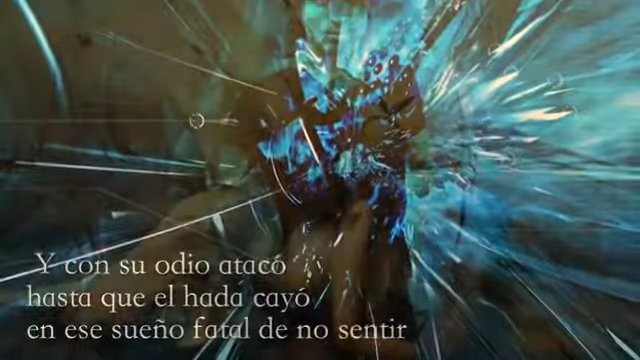 Y con su odio atacó
hasta que el hada cayó
en ese sueño fatal de no sentir